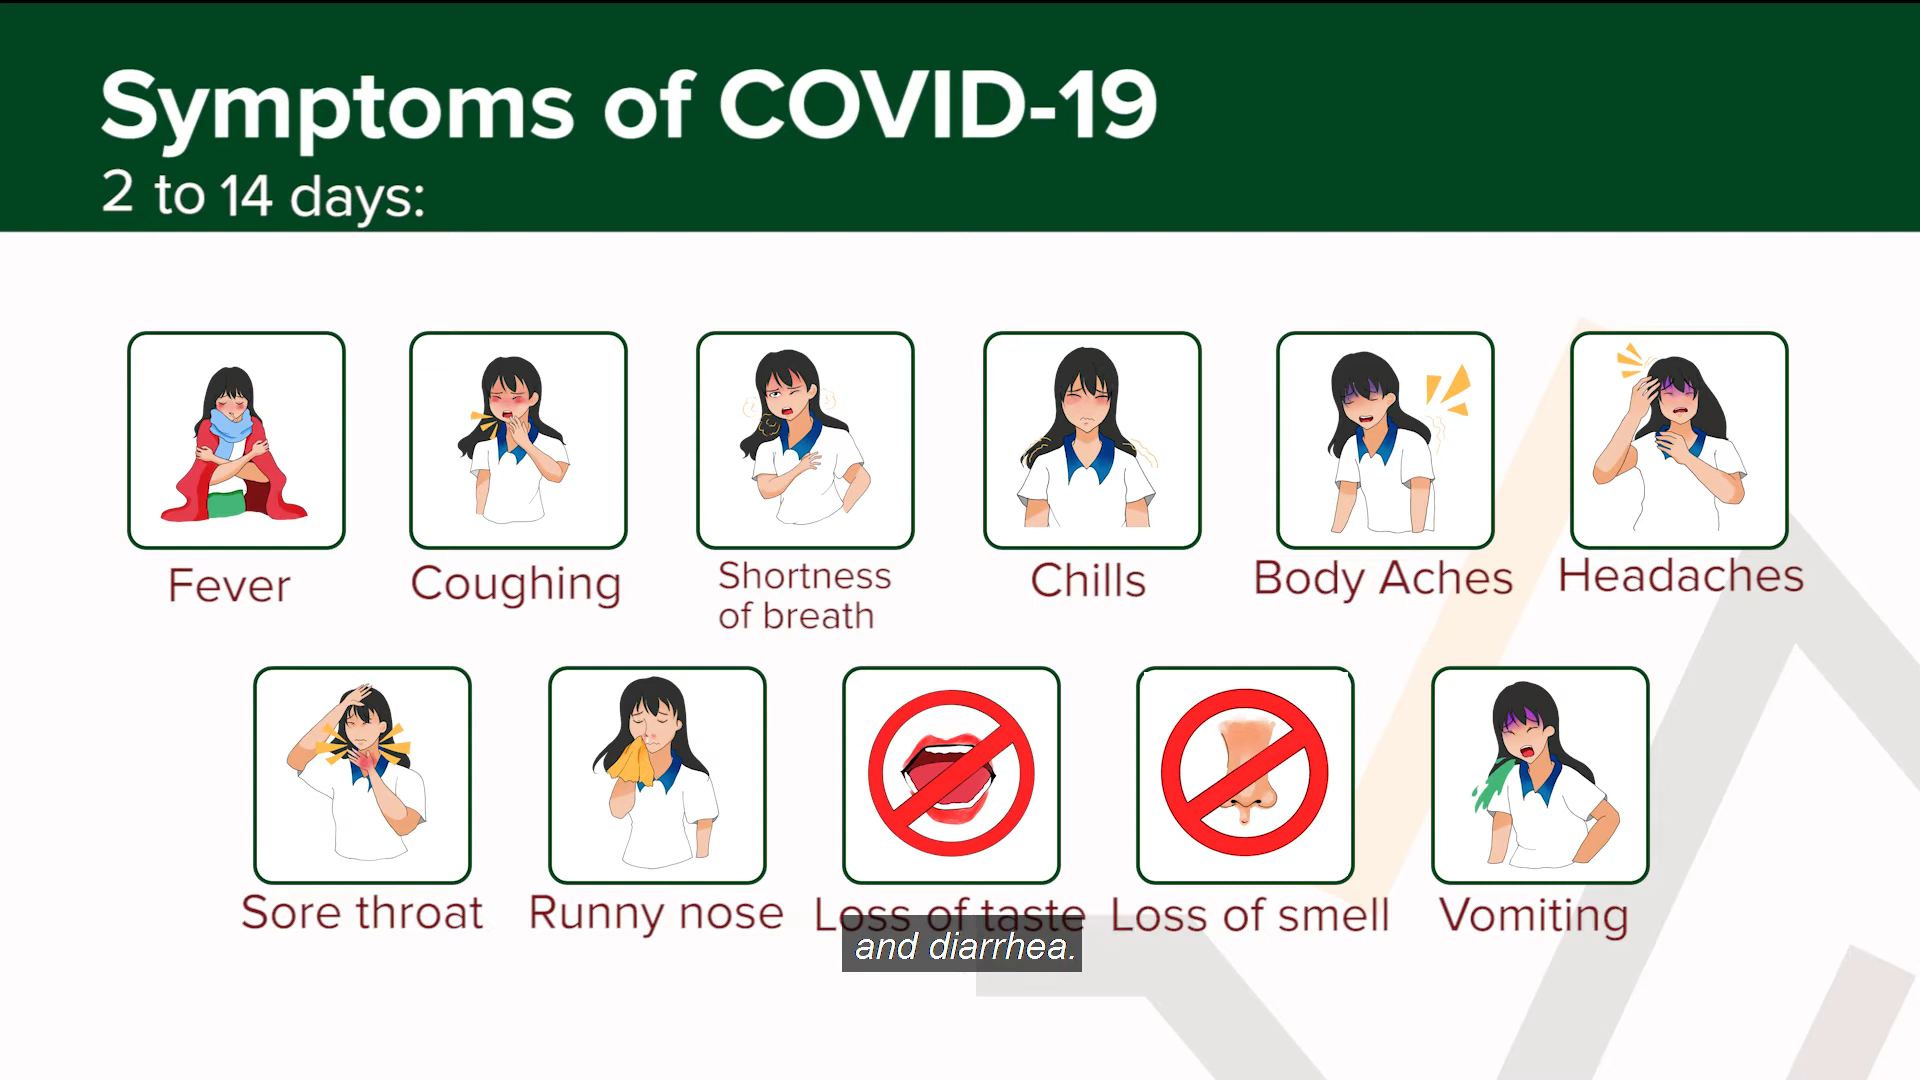 Symptoms of COVID-19
2 to 14 days:
Fever
Coughing
Shortness
of breath
Chills
Body Aches
Headaches
Sore throat
Runny nose
Loss of taste
Loss of smell
Vomiting
and diarrhea.